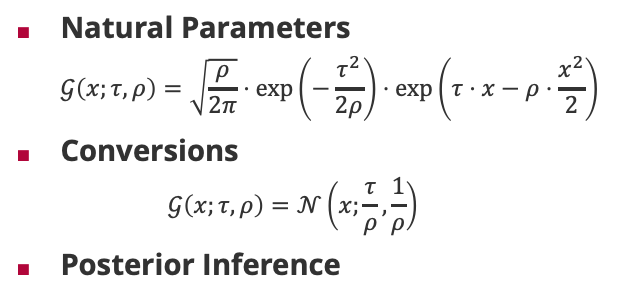 Natural Parameters
𝒢(x; τ, ρ) = √(ρ/2π) · exp(−τ²/2ρ) · exp(τ · x − ρ · x²/2)
Conversions
𝒢(x; τ, ρ) = 𝒩(x; τ/ρ, 1/ρ)
Posterior Inference